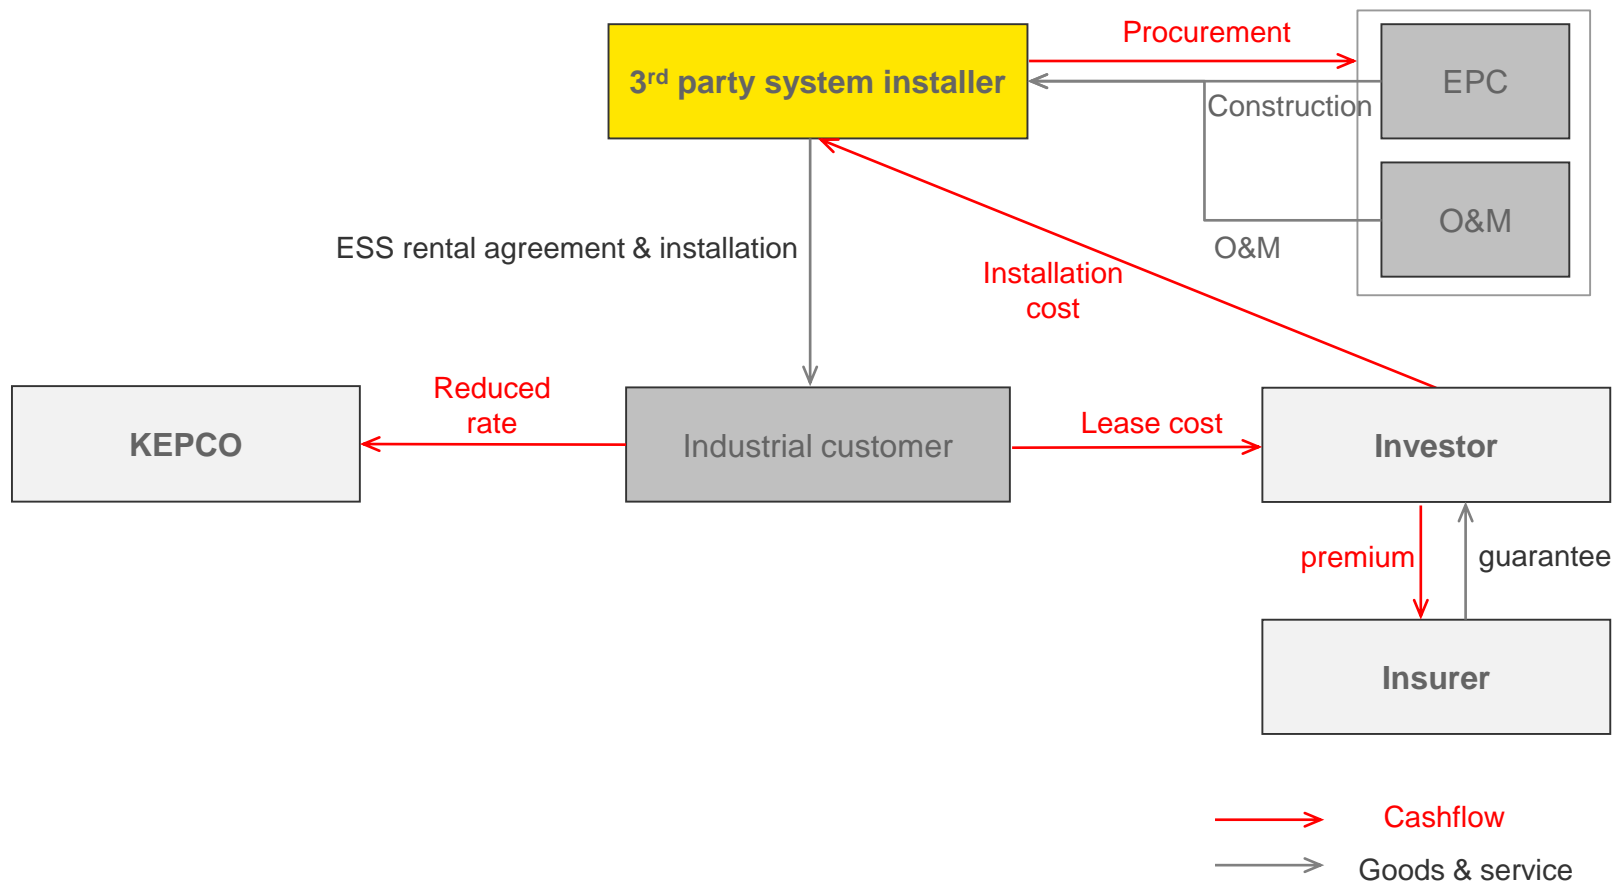 Procurement
3rd party system installer
EPC
Construction
O&M
O&M
ESS rental agreement & installation
Installation
cost
Reduced
rate
KEPCO
Industrial customer
Lease cost
Investor
premium
guarantee
Insurer
Cashflow
Goods & service